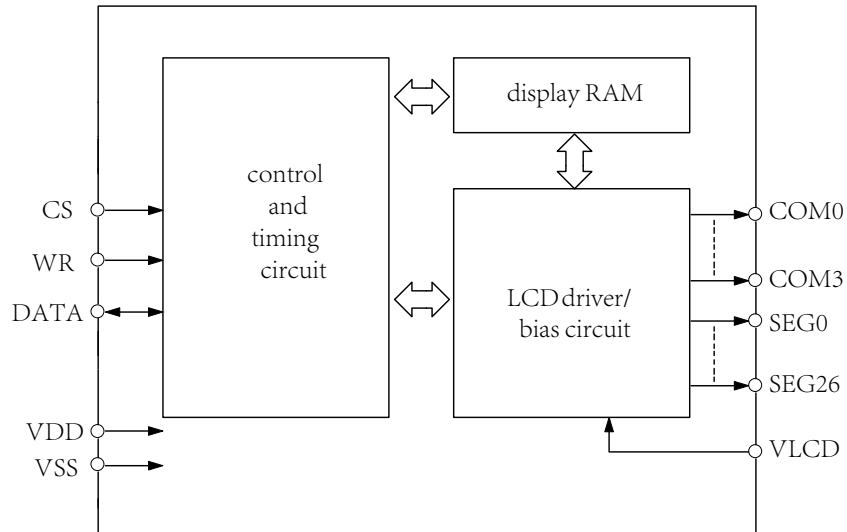 display RAM
control
and
timing
circuit
CS
WR
DATA
VDD
VSS
LCD driver/
bias circuit
COM0
COM3
SEG0
SEG26
VLCD